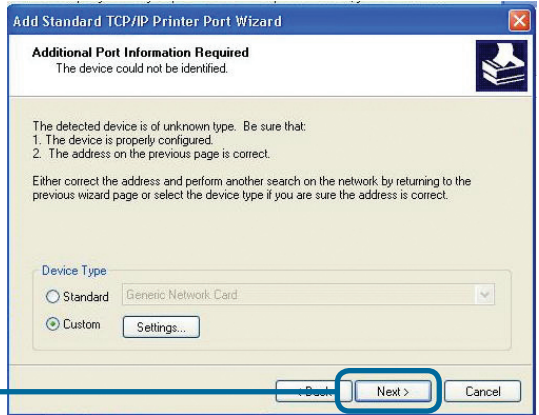 Add Standard TCP/IP Printer Port Wizard
Additional Port Information Required
The device could not be identified.
The detected device is of unknown type. Be sure that:
1. The device is properly configured.
2. The address on the previous page is correct.
Either correct the address and perform another search on the network by returning to the
previous wizard page or select the device type if you are sure the address is correct.
Device Type
Standard
Generic Network Card
Custom
Settings...
< Back
Next >
Cancel